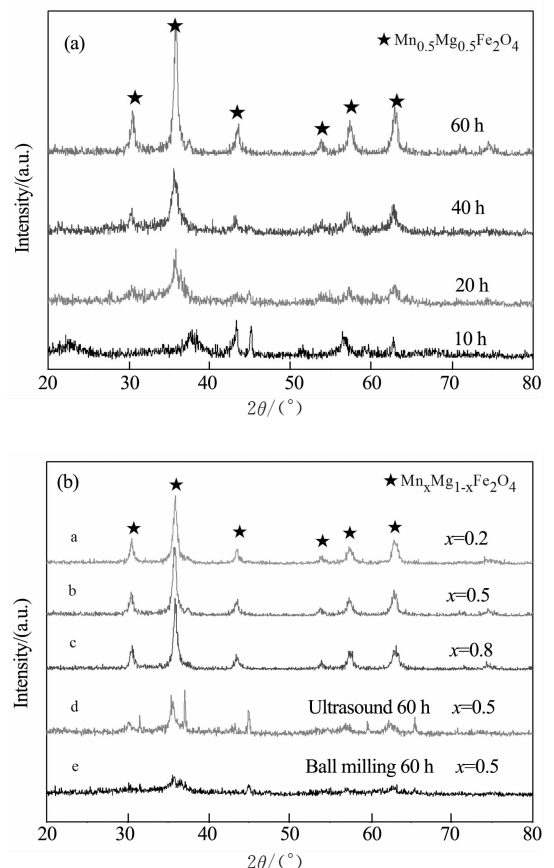 (a)
★Mn₀.₅Mg₀.₅Fe₂O₄
60 h
40 h
20 h
10 h
Intensity/(a.u.)
20 30 40 50 60 70 80
2θ/(°)
(b)
★MnₓMg₁₋ₓFe₂O₄
a x=0.2
b x=0.5
c x=0.8
d Ultrasound 60 h x=0.5
e Ball milling 60 h x=0.5
Intensity/(a.u.)
20 30 40 50 60 70 80
2θ/(°)